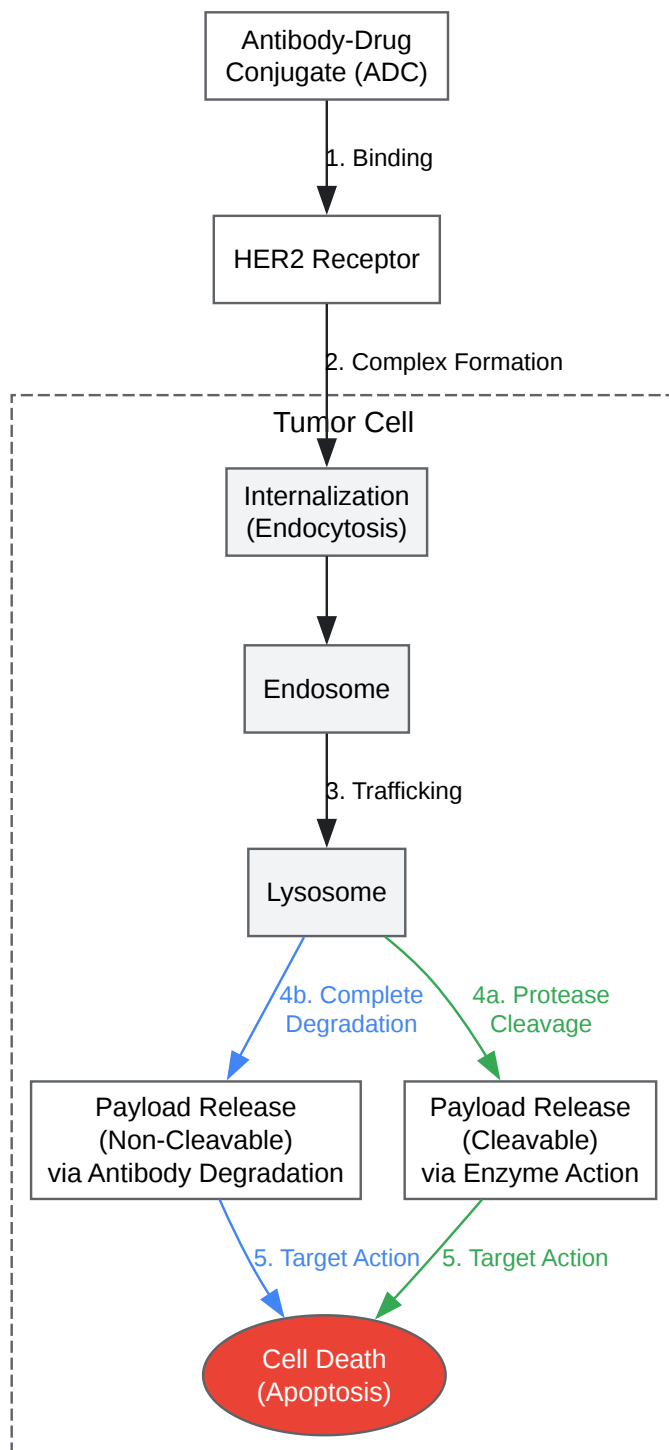 Antibody-Drug
Conjugate (ADC)
1. Binding
HER2 Receptor
2. Complex Formation
Tumor Cell
Internalization
(Endocytosis)
Endosome
3. Trafficking
Lysosome
4b. Complete
Degradation
4a. Protease
Cleavage
Payload Release
(Non-Cleavable)
via Antibody Degradation
Payload Release
(Cleavable)
via Enzyme Action
5. Target Action
5. Target Action
Cell Death
(Apoptosis)